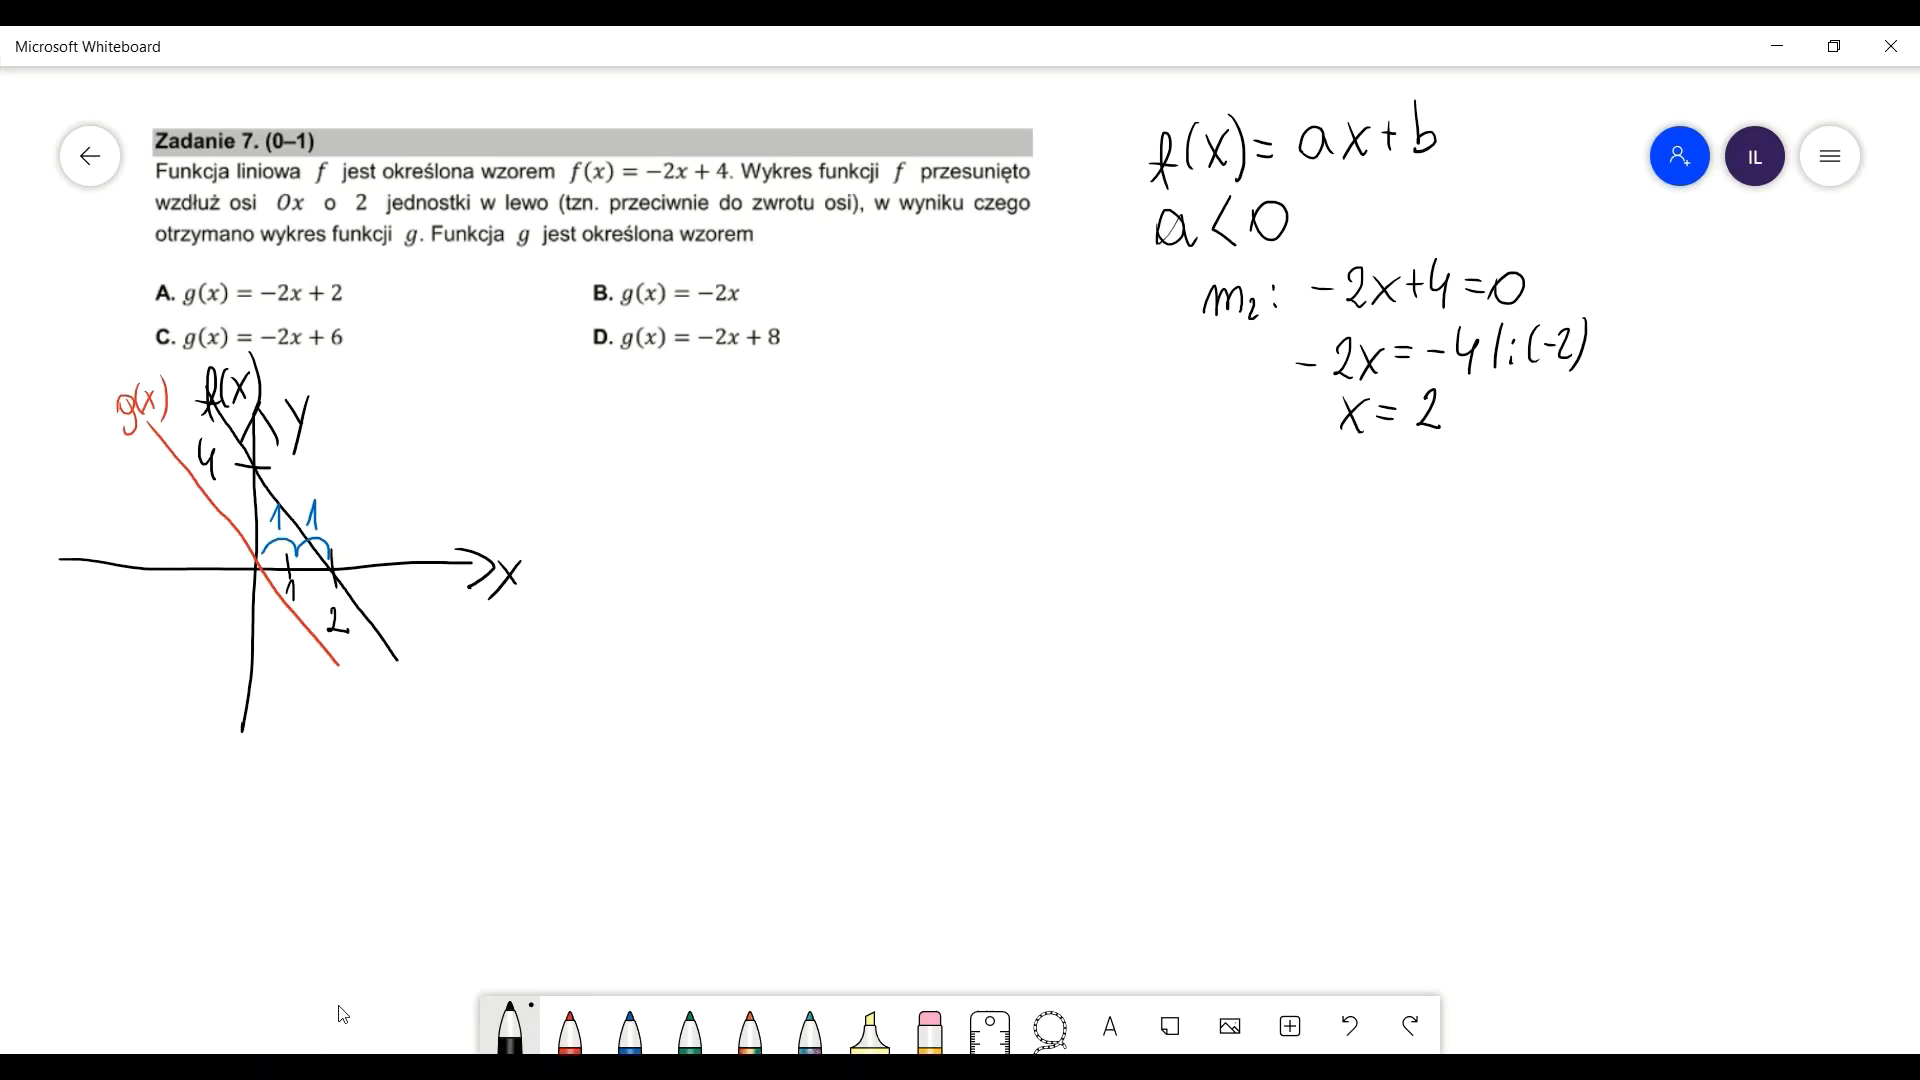 Microsoft Whiteboard
Zadanie 7. (0–1)
Funkcja liniowa f jest określona wzorem f(x) = −2x + 4. Wykres funkcji f przesunięto
wzdłuż osi Ox o 2 jednostki w lewo (tzn. przeciwnie do zwrotu osi), w wyniku czego
otrzymano wykres funkcji g. Funkcja g jest określona wzorem
A. g(x) = −2x + 2 B. g(x) = −2x
C. g(x) = −2x + 6 D. g(x) = −2x + 8
f(x) = ax + b
a < 0
m₂: -2x+4=0
-2x = -4 /:(-2)
x = 2
IL
g(x) f(x) Y
4
1 1
X
1
2
A